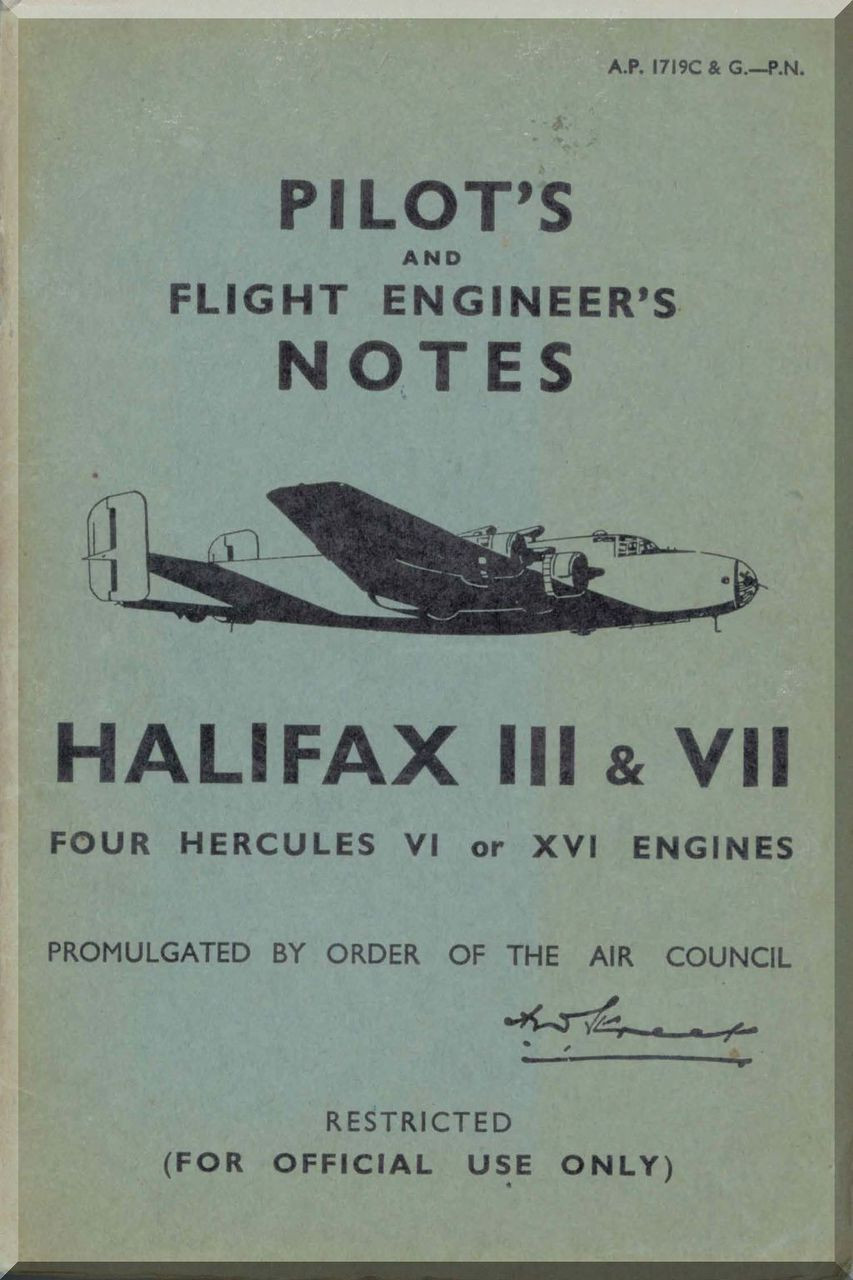 A.P. 1719C & G.—P.N.
PILOT'S
AND
FLIGHT ENGINEER'S
NOTES
HALIFAX III & VII
FOUR HERCULES VI or XVI ENGINES
PROMULGATED BY ORDER OF THE AIR COUNCIL
RESTRICTED
(FOR OFFICIAL USE ONLY)